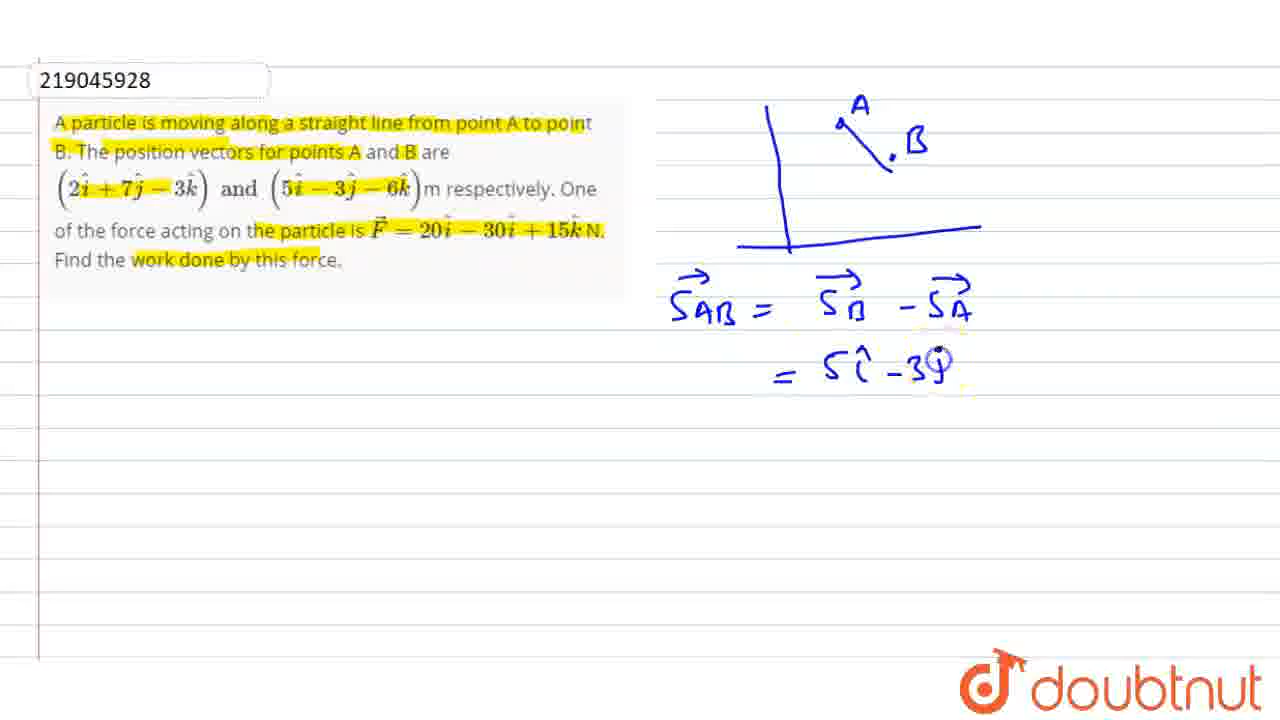 219045928
A particle is moving along a straight line from point A to point
B. The position vectors for points A and B are
(2î + 7ĵ − 3k̂) and (5î − 3ĵ − 6k̂)m respectively. One
of the force acting on the particle is F⃗ = 20î − 30î + 15k̂ N.
Find the work done by this force.
A
B
S⃗AB = S⃗B − S⃗A
= 5î − 3ĵ
doubtnut